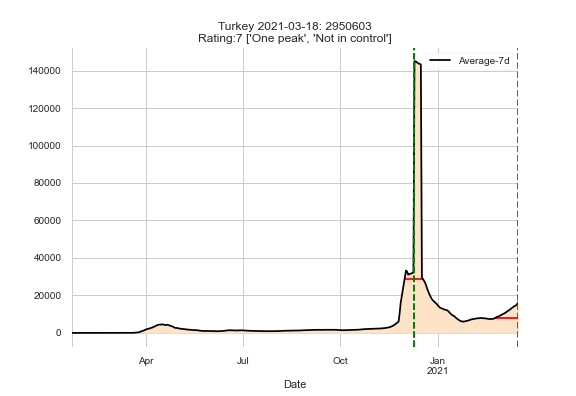 Turkey 2021-03-18: 2950603
Rating:7 ['One peak', 'Not in control']
Average-7d
140000
120000
100000
80000
60000
40000
20000
0
Apr
Jul
Oct
Jan
2021
Date